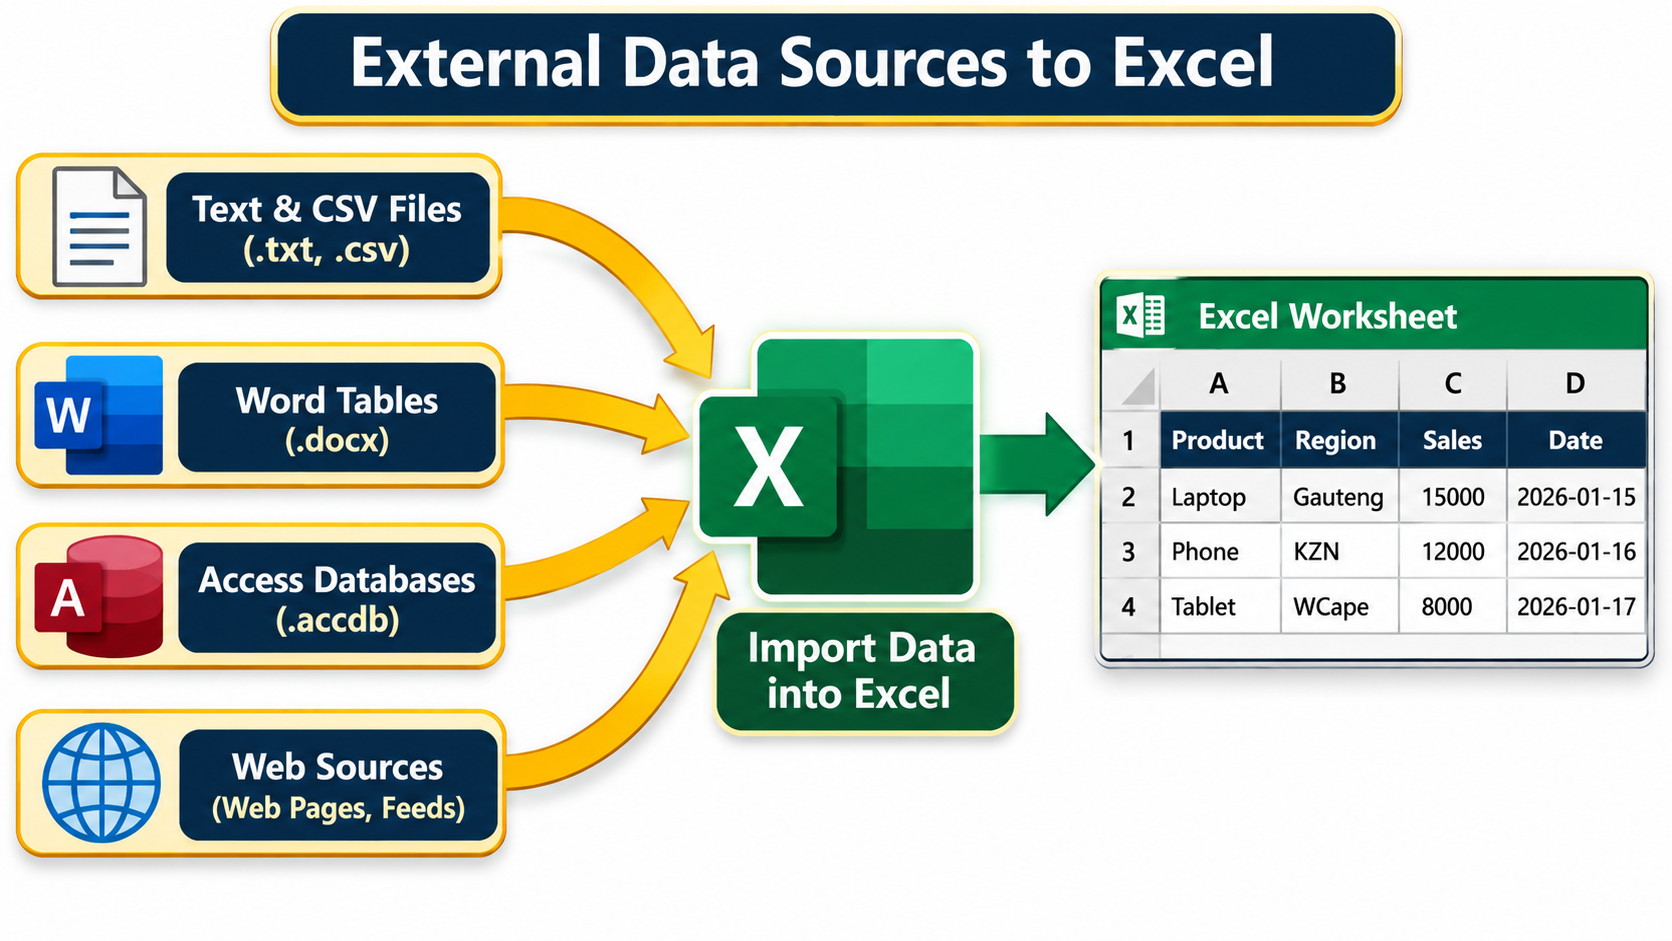 External Data Sources to Excel
Text & CSV Files
(.txt, .csv)
W
Word Tables
(.docx)
A
Access Databases
(.accdb)
Web Sources
(Web Pages, Feeds)
X
Import Data
into Excel
X
Excel Worksheet
A B C D
1 Product Region Sales Date
2 Laptop Gauteng 15000 2026-01-15
3 Phone KZN 12000 2026-01-16
4 Tablet WCape 8000 2026-01-17